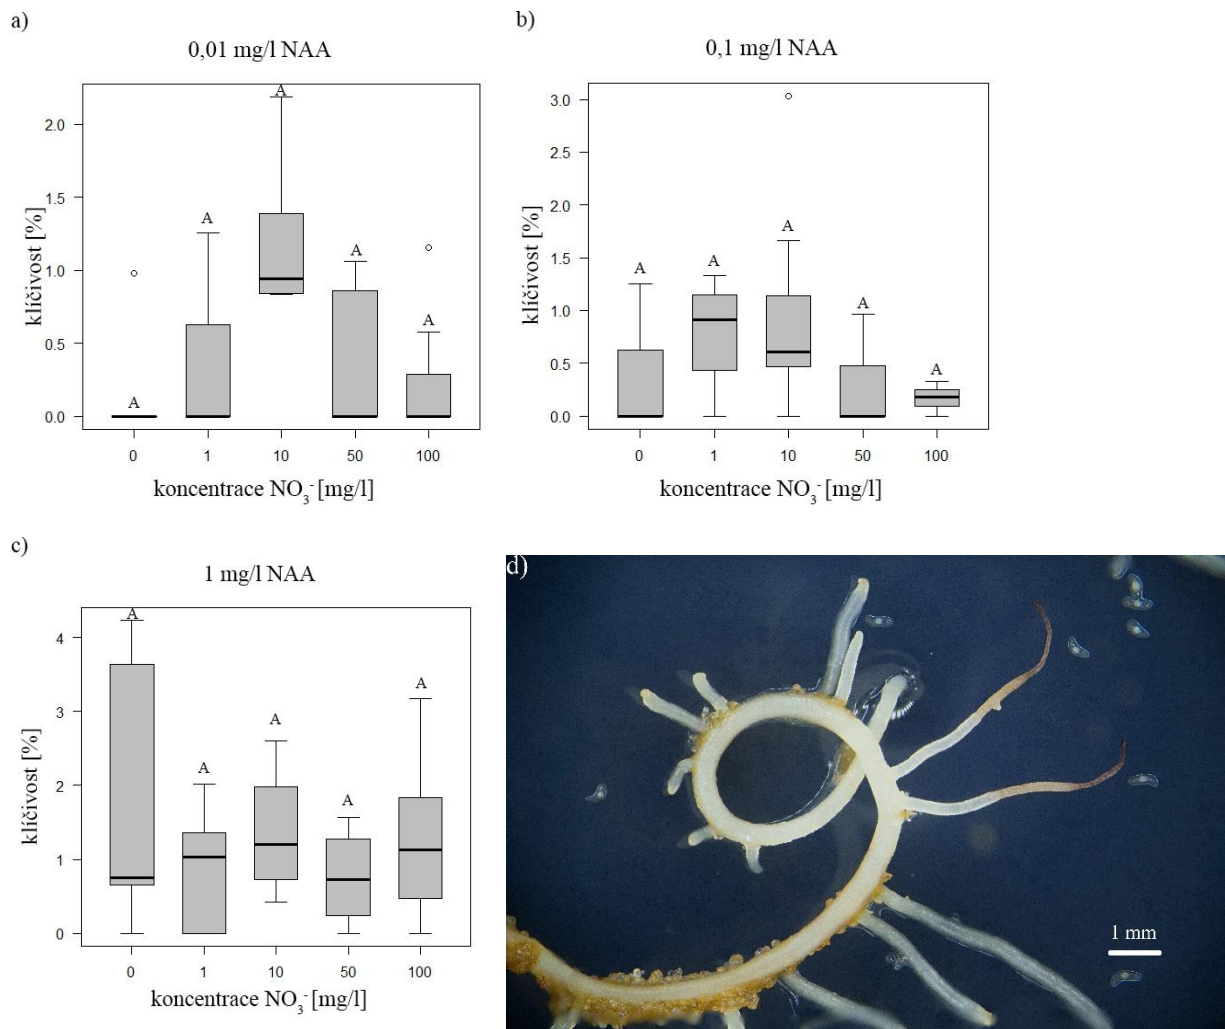 a)
0,01 mg/l NAA
klíčivost [%]
2.0
1.5
1.0
0.5
0.0
A
A
A
A
A
0
1
10
50
100
koncentrace NO3- [mg/l]
b)
0,1 mg/l NAA
klíčivost [%]
3.0
2.5
2.0
1.5
1.0
0.5
0.0
A
A
A
A
A
0
1
10
50
100
koncentrace NO3- [mg/l]
c)
1 mg/l NAA
klíčivost [%]
4
3
2
1
0
A
A
A
A
A
0
1
10
50
100
koncentrace NO3- [mg/l]
d)
1 mm